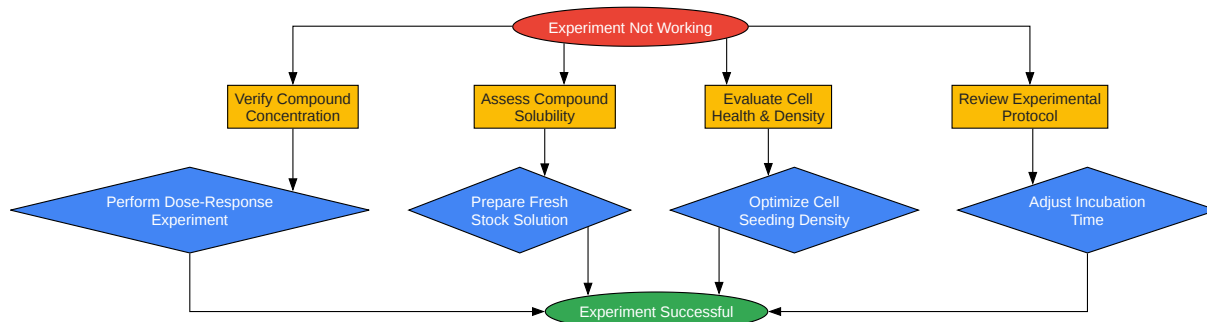 Experiment Not Working
Verify Compound
Concentration
Assess Compound
Solubility
Evaluate Cell
Health & Density
Review Experimental
Protocol
Perform Dose-Response
Experiment
Prepare Fresh
Stock Solution
Optimize Cell
Seeding Density
Adjust Incubation
Time
Experiment Successful